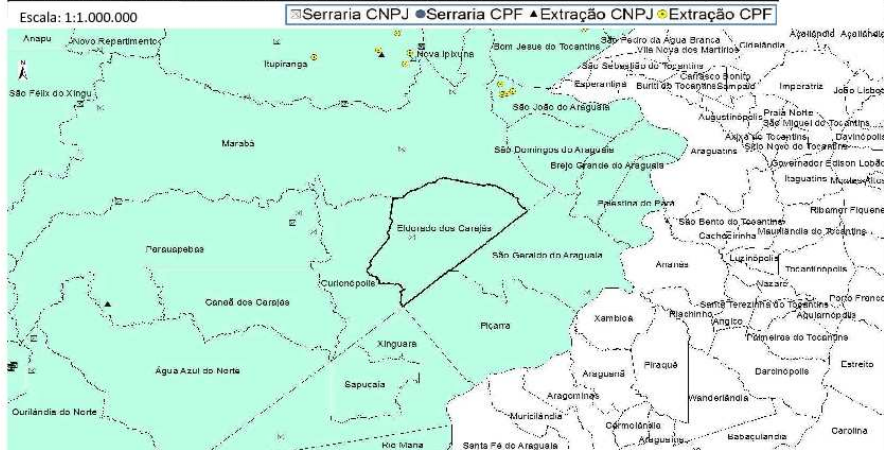 Escala: 1:1.000.000
Serraria CNPJ Serraria CPF Extração CNPJ Extração CPF
Anapu
Novo Repartimento
Itupiranga
Nova Ipixuna
Bom Jesus do Tocantins
São Pedro da Água Branca
Vila Nova dos Martírios
Cidelândia
Açailândia
São Sebastião do Tocantins
Carrasco Bonito
Esperantina
Buriti do Tocantins
Sampaio
Imperatriz
João Lisboa
N
São Félix do Xingu
São João do Araguaia
Augustinópolis
Praia Norte
São Miguel do Tocantins
Marabá
Axixá do Tocantins
Davinópolis
Sítio Novo do Tocantins
São Domingos do Araguaia
Araguatins
Brejo Grande do Araguaia
Governador Edison Lobão
Itaguatins
Palestina do Pará
Ribamar Fiquene
São Bento do Tocantins
Eldorado dos Carajás
Cachoeirinha
Maurilândia do Tocantins
Parauapebas
São Geraldo do Araguaia
Ananás
Luzinópolis
Tocantinópolis
Curionópolis
Nazaré
Canaã dos Carajás
Santa Terezinha do Tocantins
Porto Franco
Riachinho
Aguiarnópolis
Xambioá
Angico
Piçarra
Palmeiras do Tocantins
Xinguara
Água Azul do Norte
Araguanã
Piraquê
Darcinópolis
Estreito
Sapucaia
Aragominas
Wanderlândia
Ourilândia do Norte
Muricilândia
Carmolândia
Carolina
Rio Maria
Santa Fé do Araguaia
Araguaína
Babaçulândia